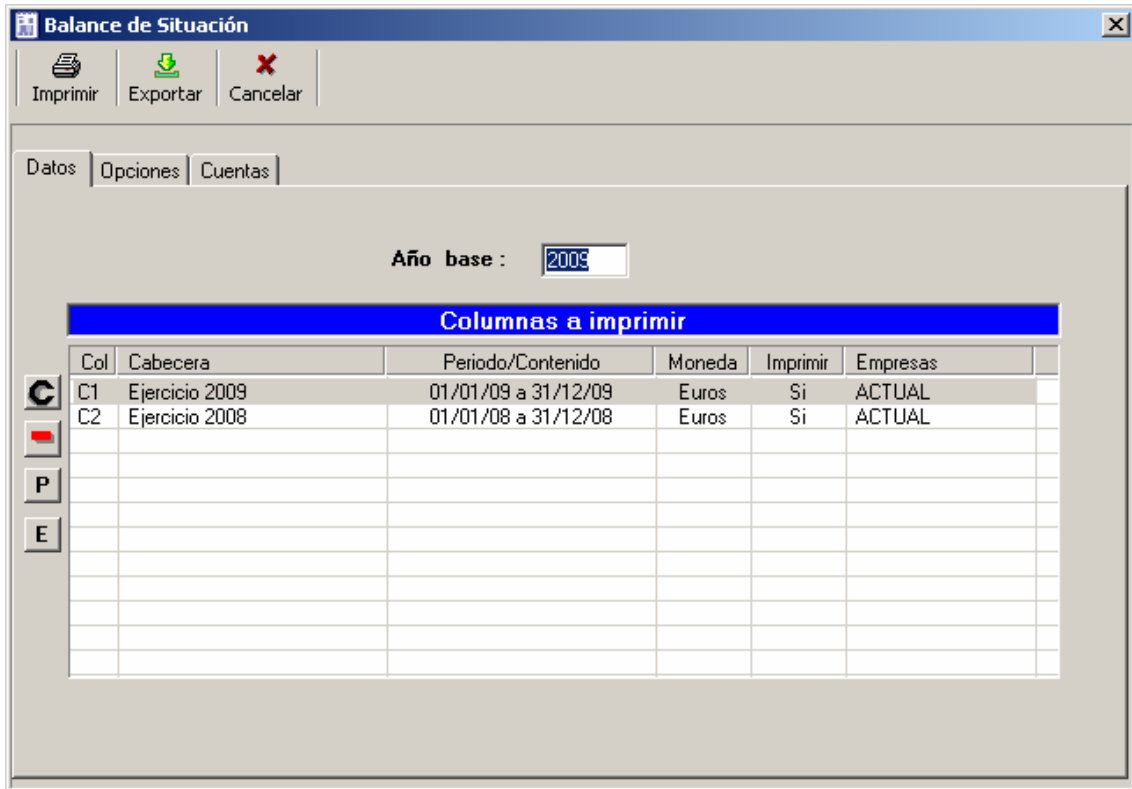 Balance de Situación
Imprimir Exportar Cancelar
Datos Opciones Cuentas
Año base : 2009
Columnas a imprimir
Col Cabecera Periodo/Contenido Moneda Imprimir Empresas
C C1 Ejercicio 2009 01/01/09 a 31/12/09 Euros Si ACTUAL
C2 Ejercicio 2008 01/01/08 a 31/12/08 Euros Si ACTUAL
P
E